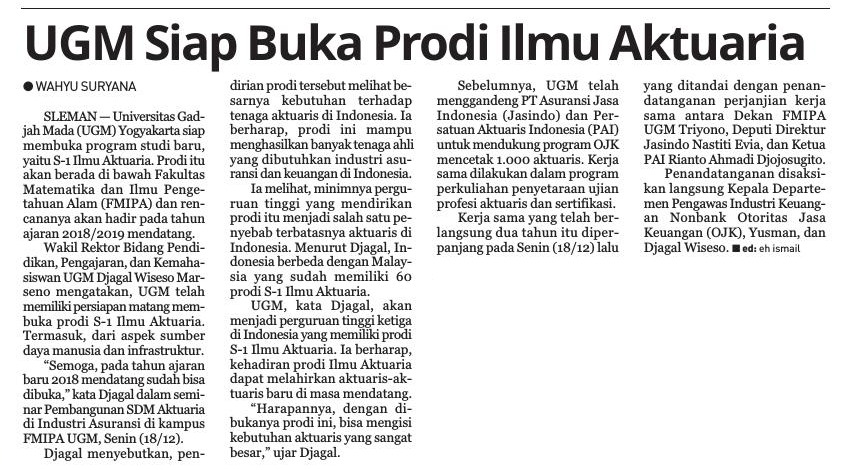 UGM Siap Buka Prodi Ilmu Aktuaria
● WAHYU SURYANA
SLEMAN — Universitas Gad-
jah Mada (UGM) Yogyakarta siap
membuka program studi baru,
yaitu S-1 Ilmu Aktuaria. Prodi itu
akan berada di bawah Fakultas
Matematika dan Ilmu Penge-
tahuan Alam (FMIPA) dan ren-
cananya akan hadir pada tahun
ajaran 2018/2019 mendatang.
Wakil Rektor Bidang Pendi-
dikan, Pengajaran, dan Kemaha-
siswaan UGM Djagal Wiseso Mar-
seno mengatakan, UGM telah
memiliki persiapan matang mem-
buka prodi S-1 Ilmu Aktuaria.
Termasuk, dari aspek sumber
daya manusia dan infrastruktur.
“Semoga, pada tahun ajaran
baru 2018 mendatang sudah bisa
dibuka,” kata Djagal dalam semi-
nar Pembangunan SDM Aktuaria
di Industri Asuransi di kampus
FMIPA UGM, Senin (18/12).
Djagal menyebutkan, pen-
dirian prodi tersebut melihat be-
sarnya kebutuhan terhadap
tenaga aktuaris di Indonesia. Ia
berharap, prodi ini mampu
menghasilkan banyak tenaga ahli
yang dibutuhkan industri asu-
ransi dan keuangan di Indonesia.
Ia melihat, minimnya pergu-
ruan tinggi yang mendirikan
prodi itu menjadi salah satu pe-
nyebab terbatasnya aktuaris di
Indonesia. Menurut Djagal, In-
donesia berbeda dengan Malay-
sia yang sudah memiliki 60
prodi S-1 Ilmu Aktuaria.
UGM, kata Djagal, akan
menjadi perguruan tinggi ketiga
di Indonesia yang memiliki prodi
S-1 Ilmu Aktuaria. Ia berharap,
kehadiran prodi Ilmu Aktuaria
dapat melahirkan aktuaris-ak-
tuaris baru di masa mendatang.
“Harapannya, dengan di-
bukanya prodi ini, bisa mengisi
kebutuhan aktuaris yang sangat
besar,” ujar Djagal.
Sebelumnya, UGM telah
menggandeng PT Asuransi Jasa
Indonesia (Jasindo) dan Per-
satuan Aktuaris Indonesia (PAI)
untuk mendukung program OJK
mencetak 1.000 aktuaris. Kerja
sama dilakukan dalam program
perkuliahan penyetaraan ujian
profesi aktuaris dan sertifikasi.
Kerja sama yang telah ber-
langsung dua tahun itu diper-
panjang pada Senin (18/12) lalu
yang ditandai dengan penan-
datanganan perjanjian kerja
sama antara Dekan FMIPA
UGM Triyono, Deputi Direktur
Jasindo Nastiti Evia, dan Ketua
PAI Rianto Ahmadi Djojosugito.
Penandatanganan disaksi-
kan langsung Kepala Departe-
men Pengawas Industri Keuang-
an Nonbank Otoritas Jasa
Keuangan (OJK), Yusman, dan
Djagal Wiseso. ■ ed: eh ismail